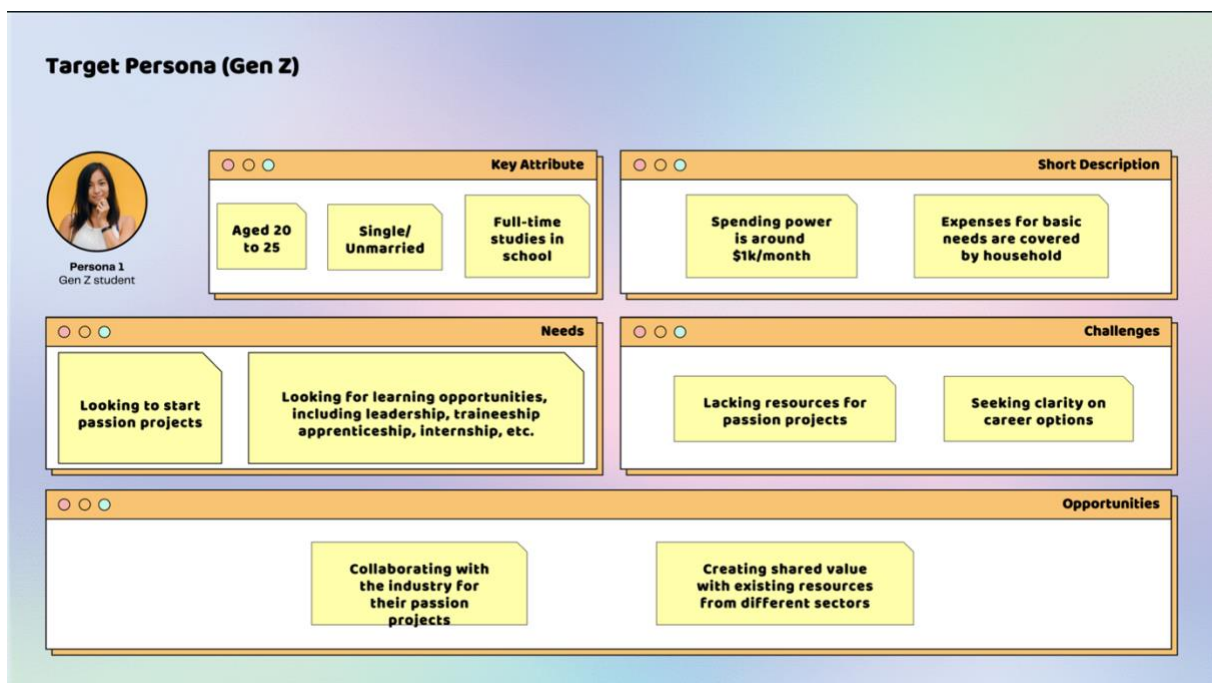 Target Persona (Gen Z)
Persona 1
Gen Z student
Key Attribute
Aged 20
to 25
Single/
Unmarried
Full-time
studies in
school
Short Description
Spending power
is around
$1k/month
Expenses for basic
needs are covered
by household
Needs
Looking to start
passion projects
Looking for learning opportunities,
including leadership, traineeship
apprenticeship, internship, etc.
Challenges
Lacking resources for
passion projects
Seeking clarity on
career options
Opportunities
Collaborating with
the industry for
their passion
projects
Creating shared value
with existing resources
from different sectors